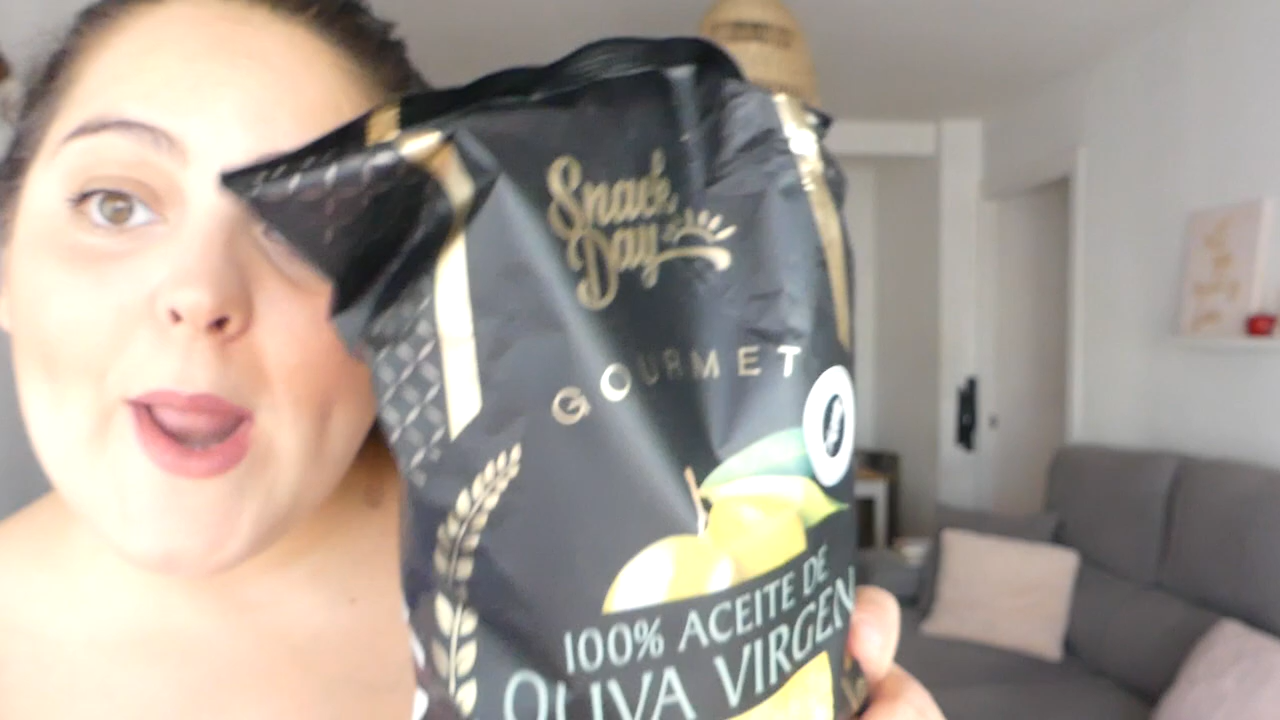 Snack
Day
GOURMET
100% ACEITE DE
OLIVA VIRGEN